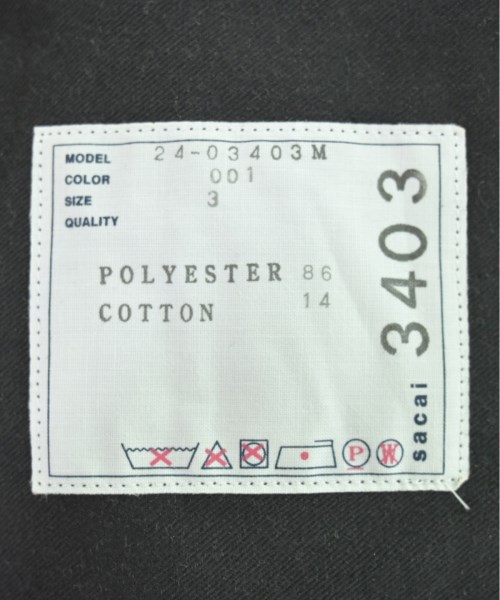 MODEL 24-03403M
COLOR 001
SIZE 3
QUALITY
POLYESTER 86
COTTON 14
P
W
sacai 3403